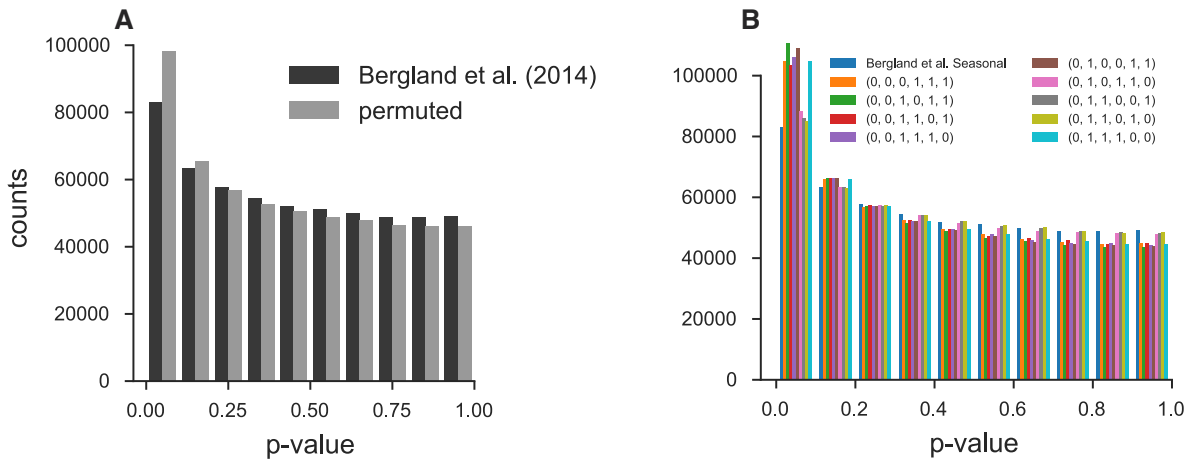 A
100000
80000
60000
40000
20000
0
counts
0.00 0.25 0.50 0.75 1.00
p-value
Bergland et al. (2014)
permuted
B
100000
80000
60000
40000
20000
0
0.0 0.2 0.4 0.6 0.8 1.0
p-value
Bergland et al. Seasonal
(0, 0, 0, 1, 1, 1)
(0, 0, 1, 0, 1, 1)
(0, 0, 1, 1, 0, 1)
(0, 0, 1, 1, 1, 0)
(0, 1, 0, 0, 1, 1)
(0, 1, 0, 1, 1, 0)
(0, 1, 1, 0, 0, 1)
(0, 1, 1, 0, 1, 0)
(0, 1, 1, 1, 0, 0)